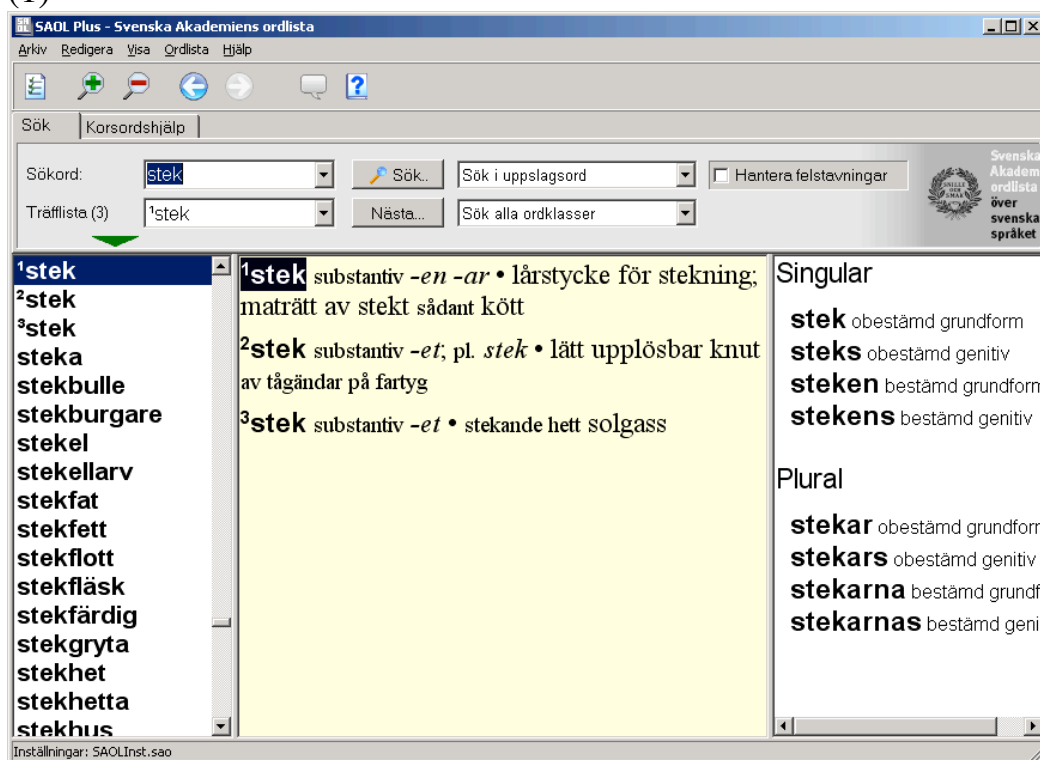 (1)
SAOL Plus - Svenska Akademiens ordlista
Arkiv Redigera Visa Ordlista Hjälp
Sök Korsordshjälp
Sökord: stek Sök.. Sök i uppslagsord Hantera felstavningar
Träfflista (3) ¹stek Nästa... Sök alla ordklasser
Svenska
Akadem
ordlista
över
svenska
språket
SNILLE
OCH
SMAK
¹stek
²stek
³stek
steka
stekbulle
stekburgare
stekel
stekellarv
stekfat
stekfett
stekflott
stekfläsk
stekfärdig
stekgryta
stekhet
stekhetta
stekhus
¹stek substantiv -en -ar • lårstycke för stekning;
maträtt av stekt sådant kött
²stek substantiv -et; pl. stek • lätt upplösbar knut
av tågändar på fartyg
³stek substantiv -et • stekande hett solgass
Singular
stek obestämd grundform
steks obestämd genitiv
steken bestämd grundform
stekens bestämd genitiv
Plural
stekar obestämd grundfor
stekars obestämd genitiv
stekarna bestämd grundf
stekarnas bestämd geni
Inställningar: SAOLInst.sao